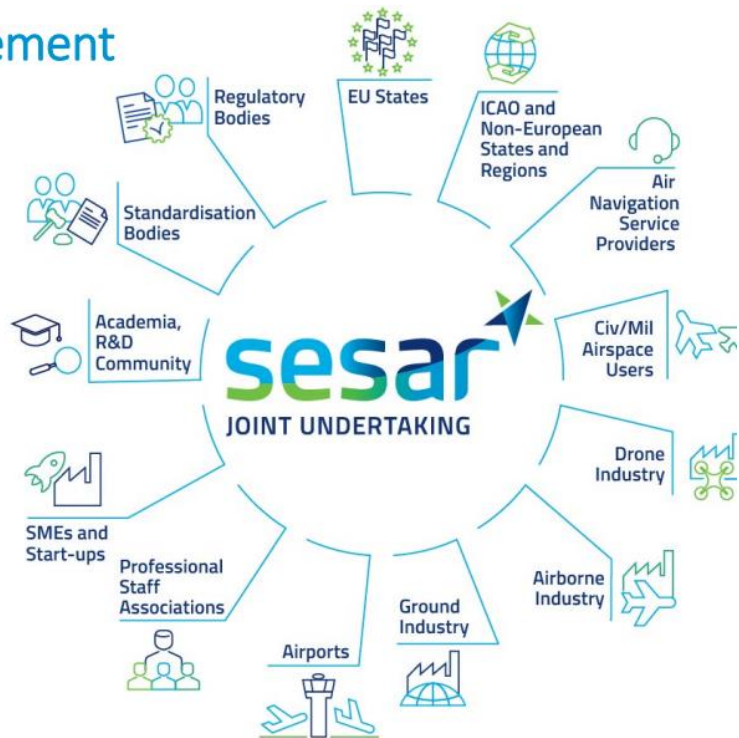 ement
EU States
ICAO and
Non-European
States and
Regions
Air
Navigation
Service
Providers
Civ/Mil
Airspace
Users
Drone
Industry
Airborne
Industry
Ground
Industry
Airports
Professional
Staff
Associations
SMEs and
Start-ups
Academia,
R&D
Community
Standardisation
Bodies
Regulatory
Bodies
sesar
JOINT UNDERTAKING